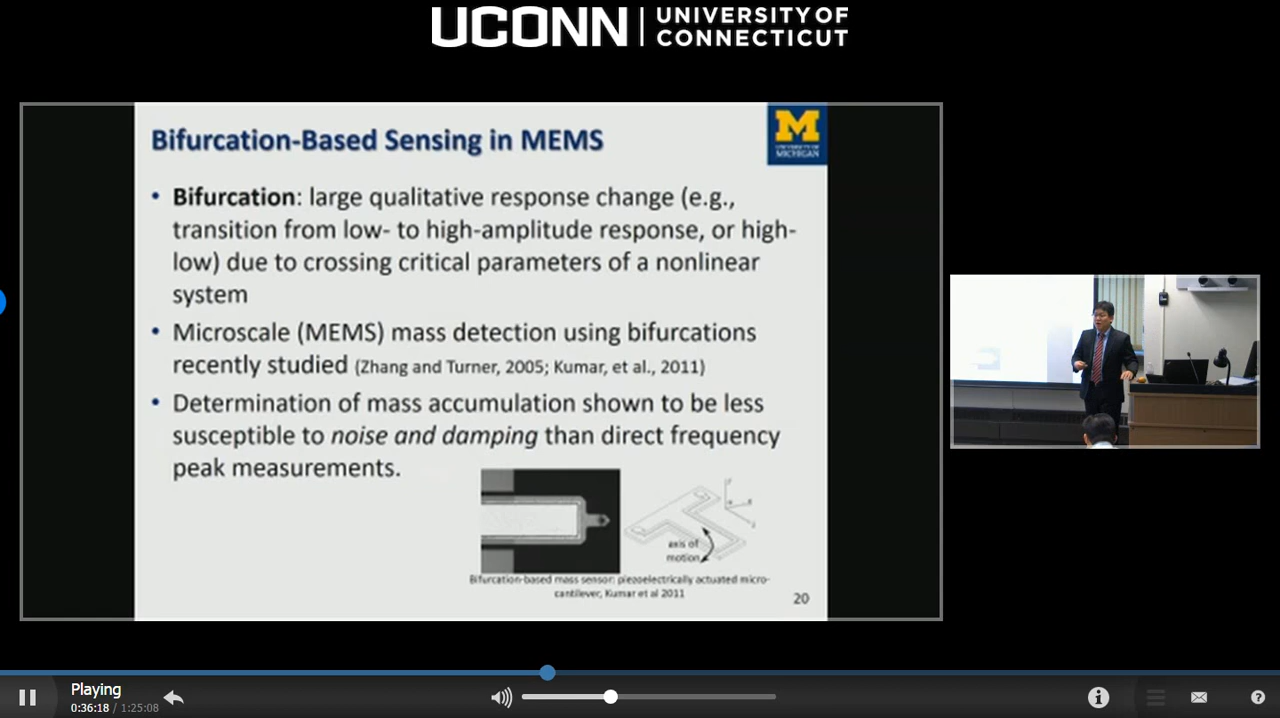 UCONN | UNIVERSITY OF
CONNECTICUT
Bifurcation-Based Sensing in MEMS
M
UNIVERSITY OF
MICHIGAN
• Bifurcation: large qualitative response change (e.g.,
transition from low- to high-amplitude response, or high-
low) due to crossing critical parameters of a nonlinear
system
• Microscale (MEMS) mass detection using bifurcations
recently studied (Zhang and Turner, 2005; Kumar, et al., 2011)
• Determination of mass accumulation shown to be less
susceptible to noise and damping than direct frequency
peak measurements.
axis of
motion
Bifurcation-based mass sensor: piezoelectrically actuated micro-
cantilever, Kumar et al 2011
20
Playing
0:36:18 / 1:25:08